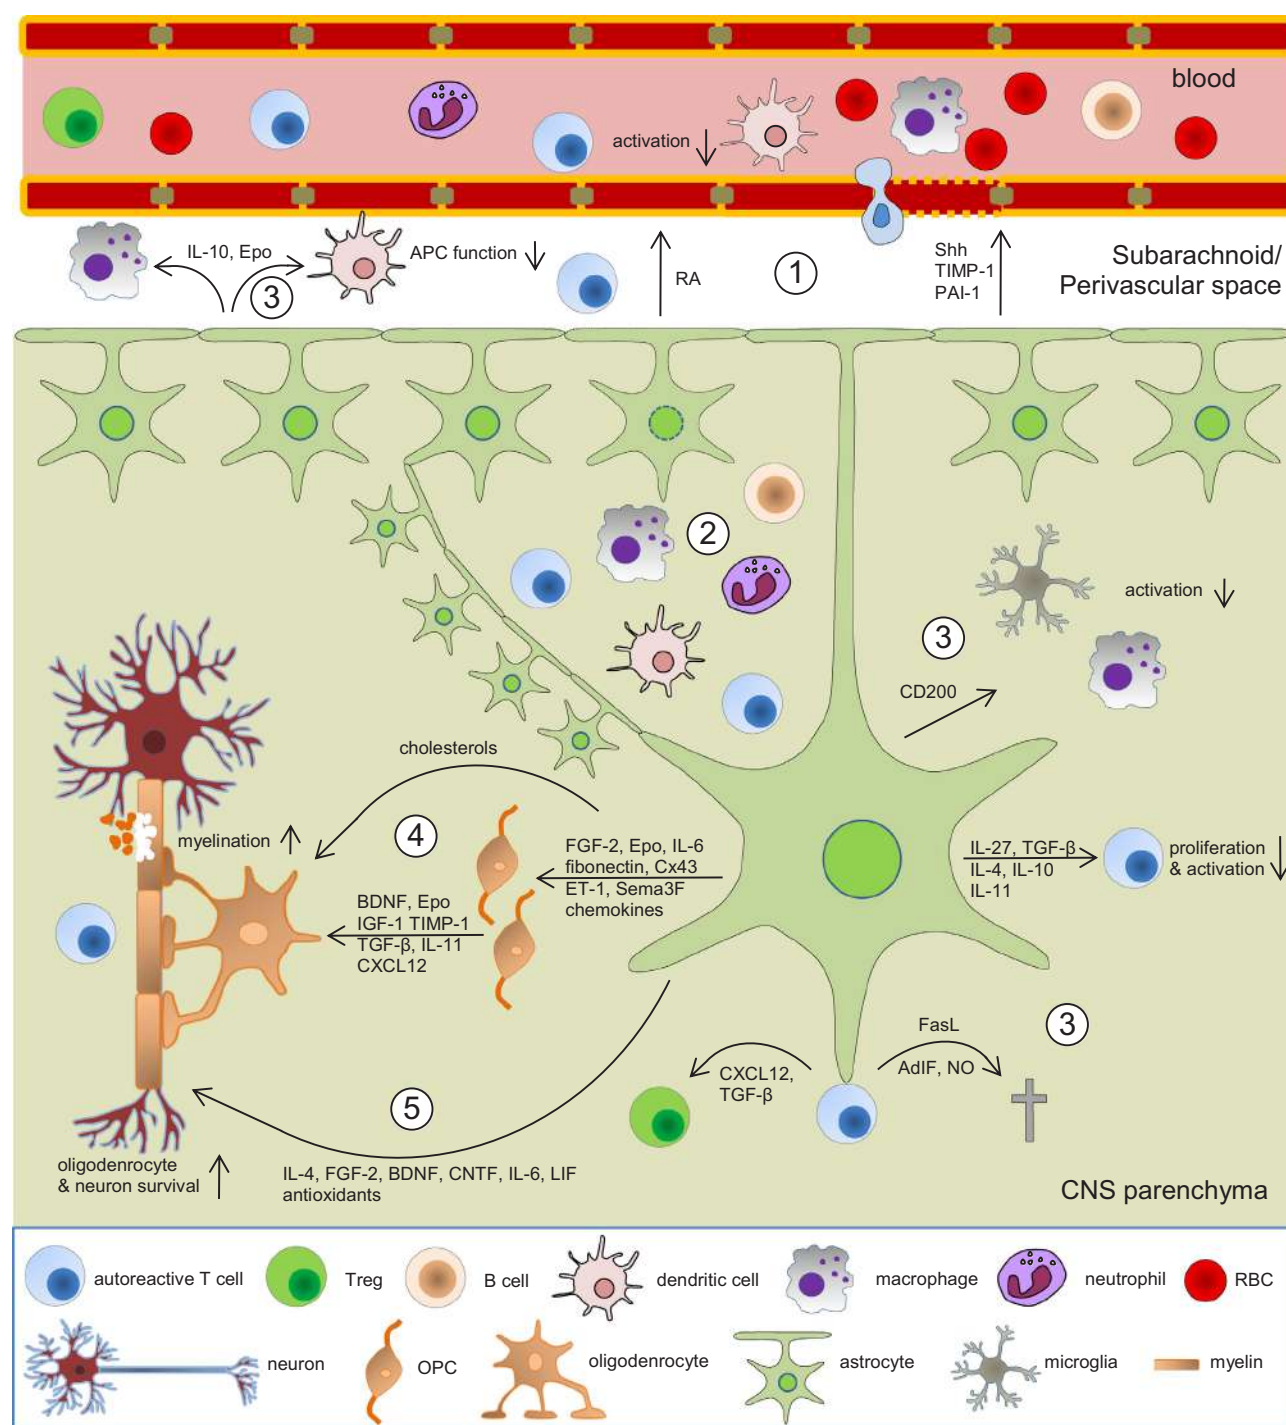 blood
activation
IL-10, Epo
APC function
3
RA
1
Shh
TIMP-1
PAI-1
Subarachnoid/
Perivascular space
2
3
activation
CD200
cholesterols
4
myelination
FGF-2, Epo, IL-6
fibonectin, Cx43
ET-1, Sema3F
chemokines
BDNF, Epo
IGF-1 TIMP-1
TGF-β, IL-11
CXCL12
IL-27, TGF-β
IL-4, IL-10
IL-11
proliferation
& activation
3
FasL
AdIF, NO
CXCL12,
TGF-β
5
oligodenrocyte
& neuron survival
IL-4, FGF-2, BDNF, CNTF, IL-6, LIF
antioxidants
CNS parenchyma
autoreactive T cell
Treg
B cell
dendritic cell
macrophage
neutrophil
RBC
neuron
OPC
oligodenrocyte
astrocyte
microglia
myelin